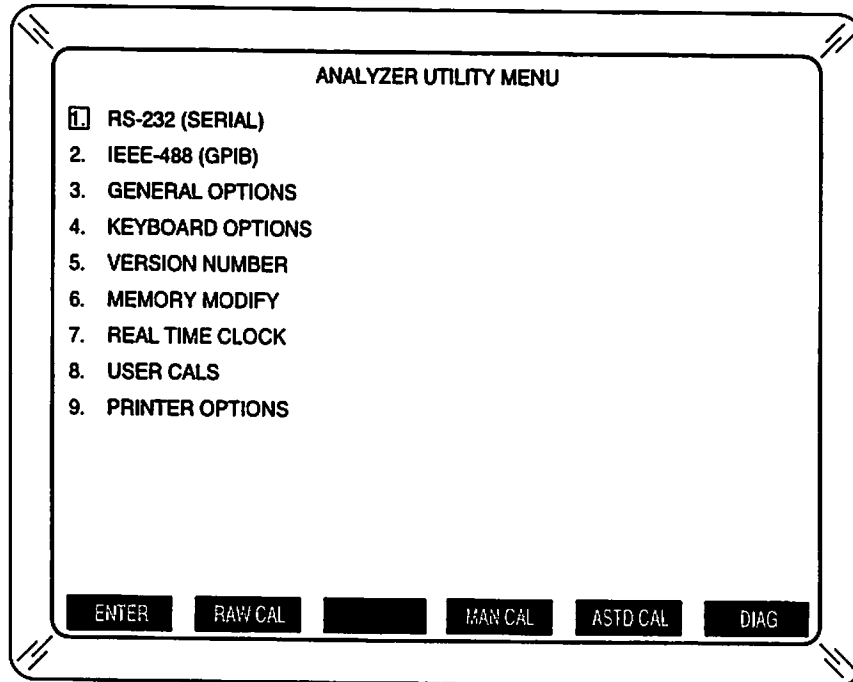 ANALYZER UTILITY MENU
1. RS-232 (SERIAL)
2. IEEE-488 (GPIB)
3. GENERAL OPTIONS
4. KEYBOARD OPTIONS
5. VERSION NUMBER
6. MEMORY MODIFY
7. REAL TIME CLOCK
8. USER CALS
9. PRINTER OPTIONS
ENTER RAW CAL MAN CAL ASTD CAL DIAG